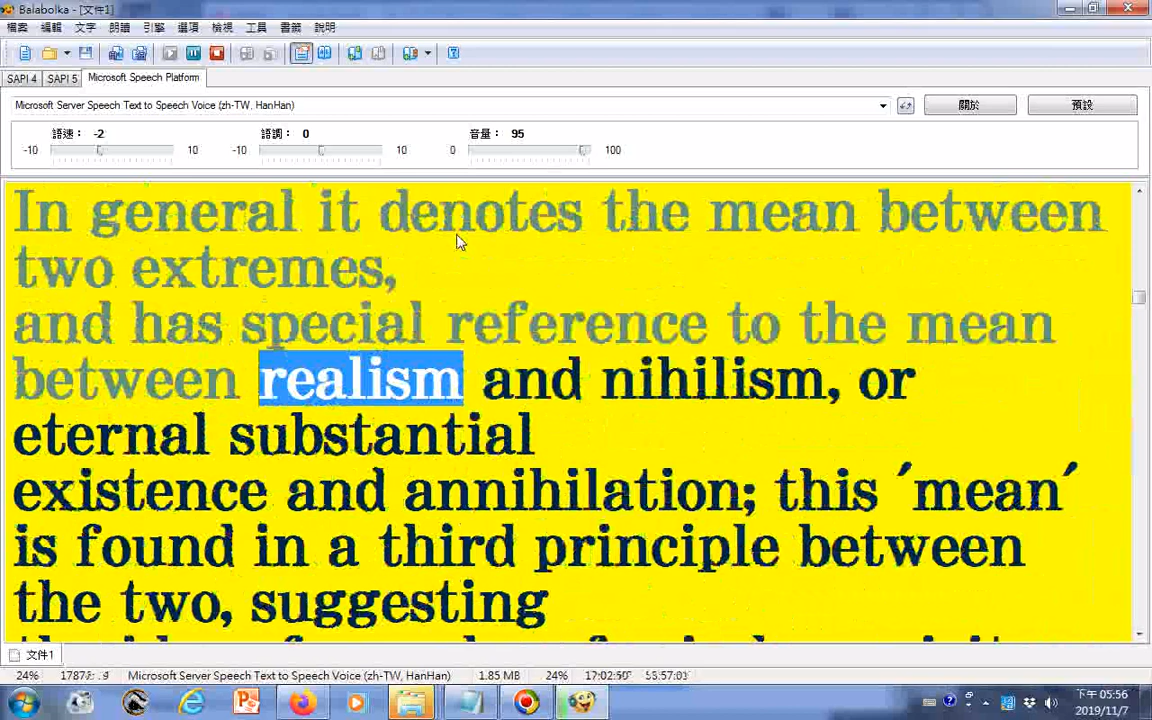 Balabolka - [文件1]
檔案 編輯 文字 朗讀 引擎 選項 檢視 工具 書籤 說明
SAPI 4 SAPI 5 Microsoft Speech Platform
Microsoft Server Speech Text to Speech Voice (zh-TW, HanHan) 關於 預設
語速： -2 語調： 0 音量： 95
-10 10 -10 10 0 100
In general it denotes the mean between
two extremes,
and has special reference to the mean
between realism and nihilism, or
eternal substantial
existence and annihilation; this ′mean′
is found in a third principle between
the two, suggesting
文件1
24% Microsoft Server Speech Text to Speech Voice (zh-TW, HanHan) 1.85 MB 24% 17:02:50
下午 05:56
2019/11/7